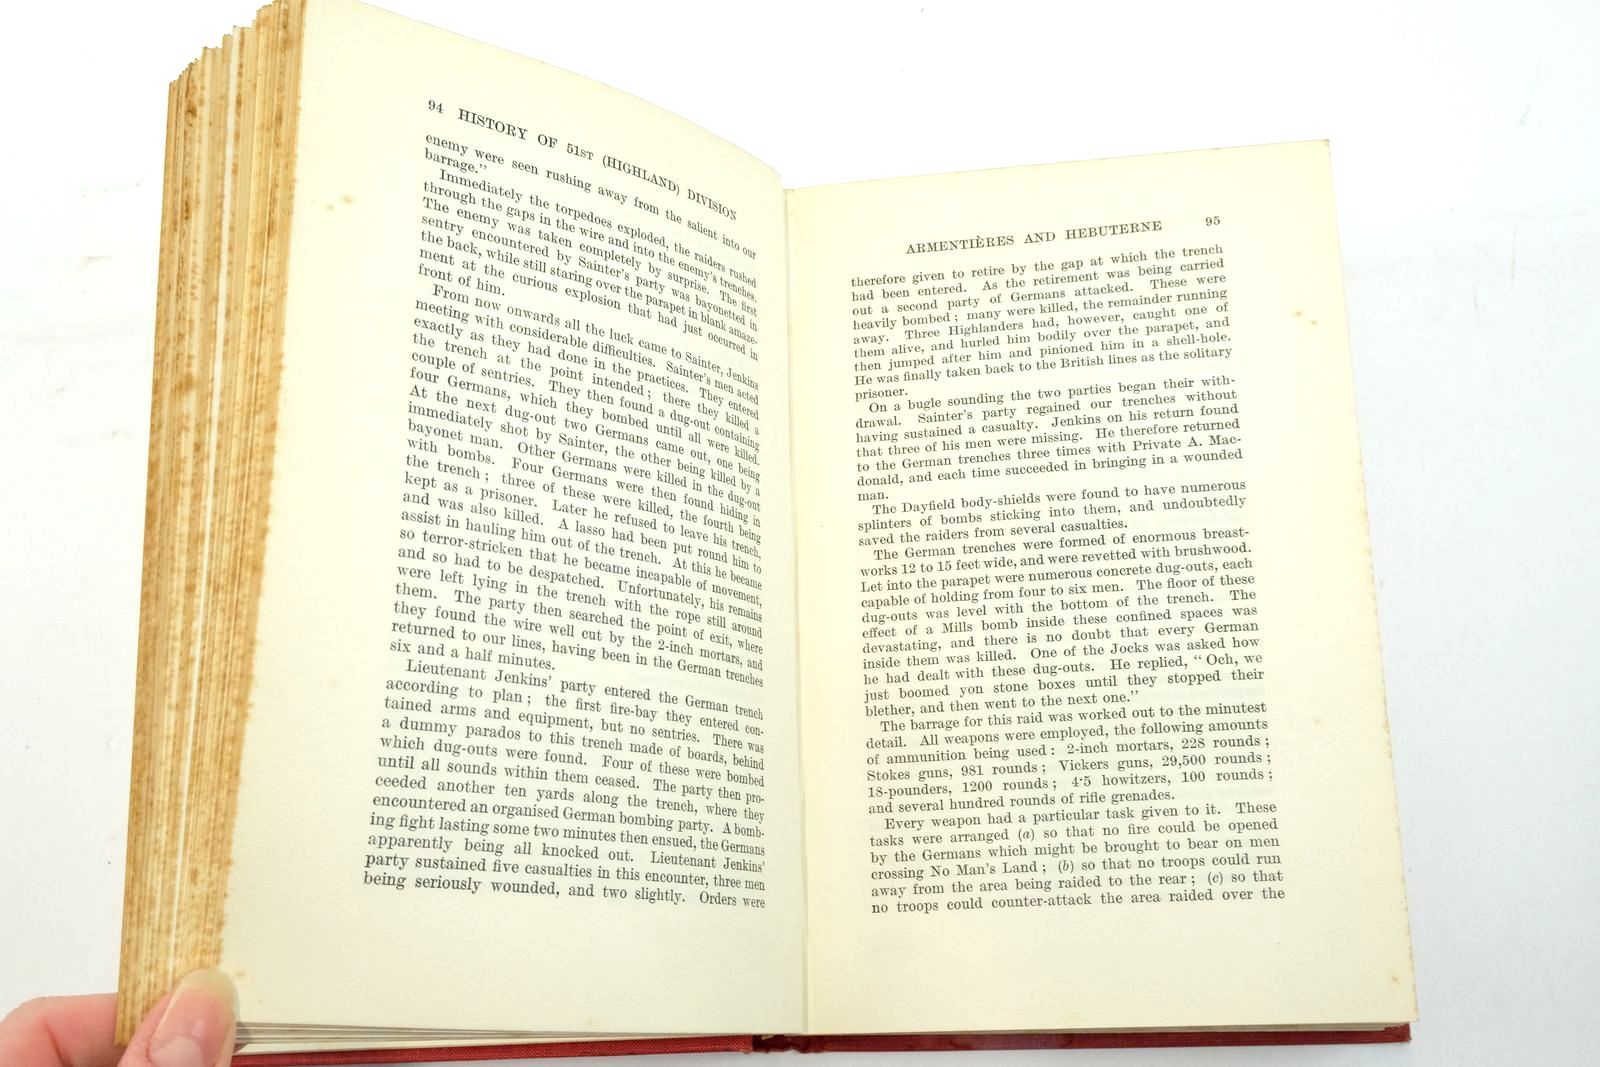 94 HISTORY OF 51ST (HIGHLAND) DIVISION
enemy were seen rushing away from the salient into our
barrage.”
Immediately the torpedoes exploded, the raiders rushed
through the gaps in the wire and into the enemy's trenches.
The enemy was taken completely by surprise. The first
sentry encountered by Sainter's party was bayonetted in
the back, while still staring over the parapet in blank amaze-
ment at the curious explosion that had just occurred in
front of him.
From now onwards all the luck came to Sainter, Jenkins
meeting with considerable difficulties. Sainter's men acted
exactly as they had done in the practices. They entered
the trench at the point intended; there they killed a
couple of sentries. They then found a dug-out containing
four Germans, which they bombed until all were killed.
At the next dug-out two Germans came out, one being
immediately shot by Sainter, the other being killed by a
bayonet man. Other Germans were killed in the dug-out
with bombs. Four Germans were then found hiding in
the trench; three of these were killed, the fourth being
kept as a prisoner. Later he refused to leave his trench,
and was also killed. A lasso had been put round him to
assist in hauling him out of the trench. At this he became
so terror-stricken that he became incapable of movement,
and so had to be despatched. Unfortunately, his remains
were left lying in the trench with the rope still around
them. The party then searched the point of exit, where
they found the wire well cut by the 2-inch mortars, and
returned to our lines, having been in the German trenches
six and a half minutes.
Lieutenant Jenkins' party entered the German trench
according to plan; the first fire-bay they entered con-
tained arms and equipment, but no sentries. There was
a dummy parados to this trench made of boards, behind
which dug-outs were found. Four of these were bombed
until all sounds within them ceased. The party then pro-
ceeded another ten yards along the trench, where they
encountered an organised German bombing party. A bomb-
ing fight lasting some two minutes then ensued, the Germans
apparently being all knocked out. Lieutenant Jenkins'
party sustained five casualties in this encounter, three men
being seriously wounded, and two slightly. Orders were
ARMENTIÈRES AND HEBUTERNE 95
therefore given to retire by the gap at which the trench
had been entered. As the retirement was being carried
out a second party of Germans attacked. These were
heavily bombed; many were killed, the remainder running
away. Three Highlanders had, however, caught one of
them alive, and hurled him bodily over the parapet, and
then jumped after him and pinioned him in a shell-hole.
He was finally taken back to the British lines as the solitary
prisoner.
On a bugle sounding the two parties began their with-
drawal. Sainter's party regained our trenches without
having sustained a casualty. Jenkins on his return found
that three of his men were missing. He therefore returned
to the German trenches three times with Private A. Mac-
donald, and each time succeeded in bringing in a wounded
man.
The Dayfield body-shields were found to have numerous
splinters of bombs sticking into them, and undoubtedly
saved the raiders from several casualties.
The German trenches were formed of enormous breast-
works 12 to 15 feet wide, and were revetted with brushwood.
Let into the parapet were numerous concrete dug-outs, each
capable of holding from four to six men. The floor of these
dug-outs was level with the bottom of the trench. The
effect of a Mills bomb inside these confined spaces was
devastating, and there is no doubt that every German
inside them was killed. One of the Jocks was asked how
he had dealt with these dug-outs. He replied, “Och, we
just boomed yon stone boxes until they stopped their
blether, and then went to the next one.”
The barrage for this raid was worked out to the minutest
detail. All weapons were employed, the following amounts
of ammunition being used: 2-inch mortars, 228 rounds;
Stokes guns, 981 rounds; Vickers guns, 29,500 rounds;
18-pounders, 1200 rounds; 4·5 howitzers, 100 rounds;
and several hundred rounds of rifle grenades.
Every weapon had a particular task given to it. These
tasks were arranged (a) so that no fire could be opened
by the Germans which might be brought to bear on men
crossing No Man's Land; (b) so that no troops could run
away from the area being raided to the rear; (c) so that
no troops could counter-attack the area raided over the